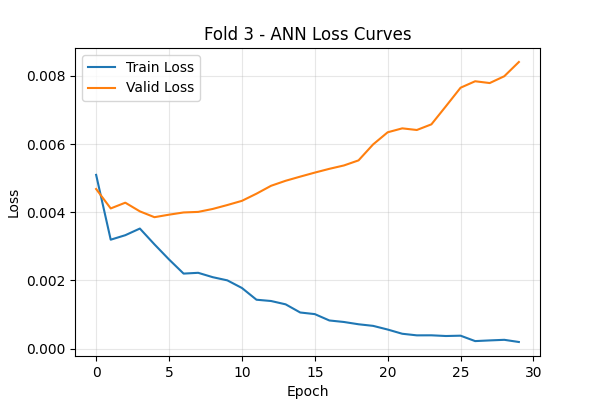 Fold 3 - ANN Loss Curves
Train Loss
Valid Loss
0.008
0.006
0.004
0.002
0.000
Loss
0 5 10 15 20 25 30
Epoch